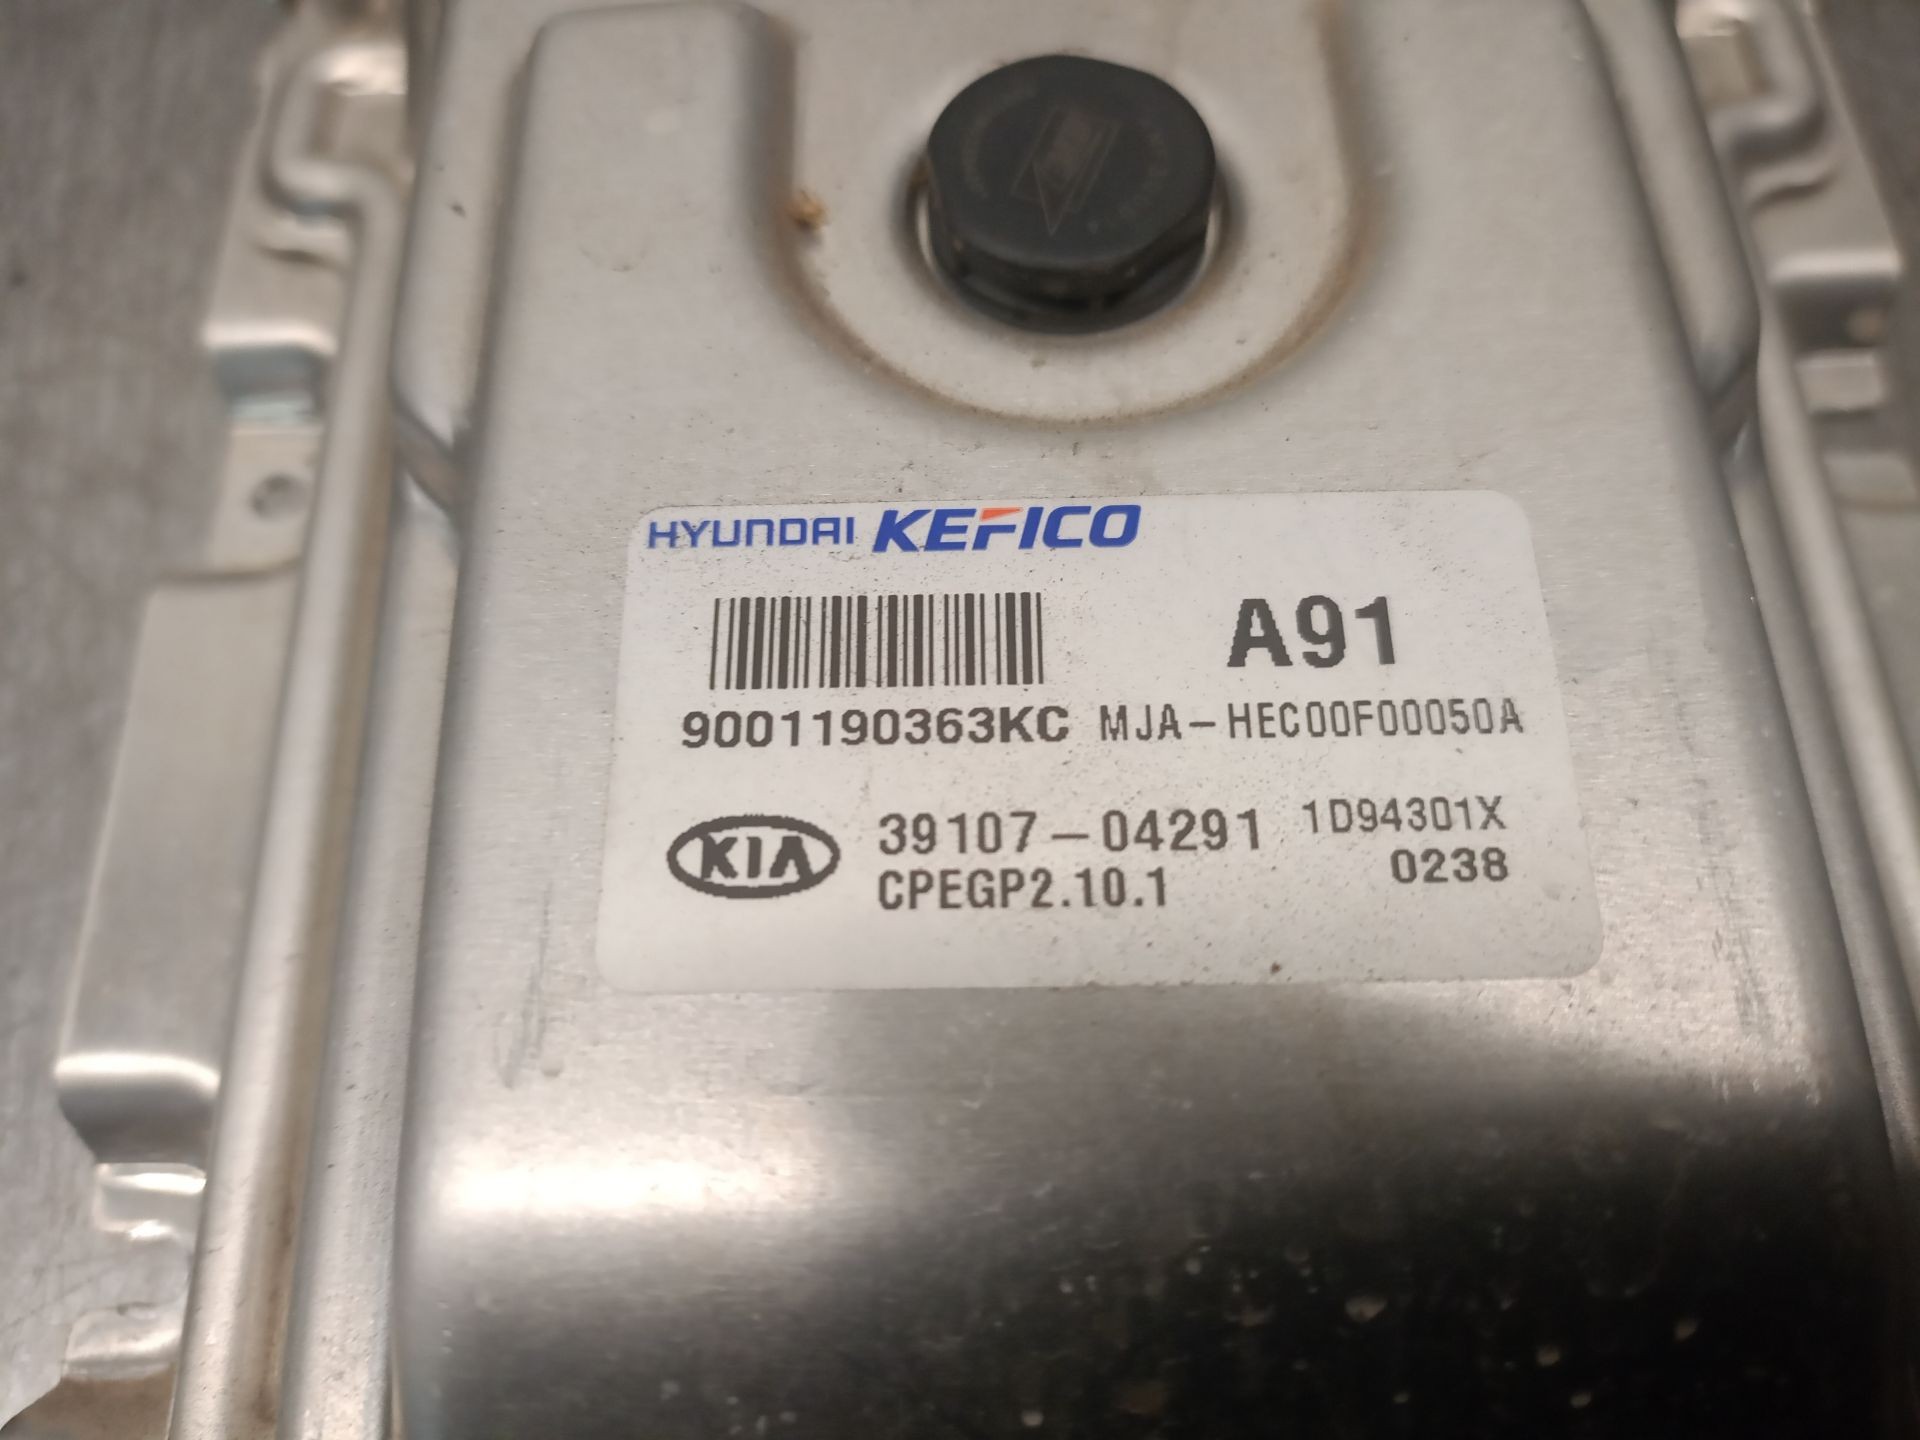 HYUNDAI KEFICO
A91
9001190363KC MJA-HEC00F00050A
KIA 39107-04291 1D94301X
CPEGP2.10.1 0238